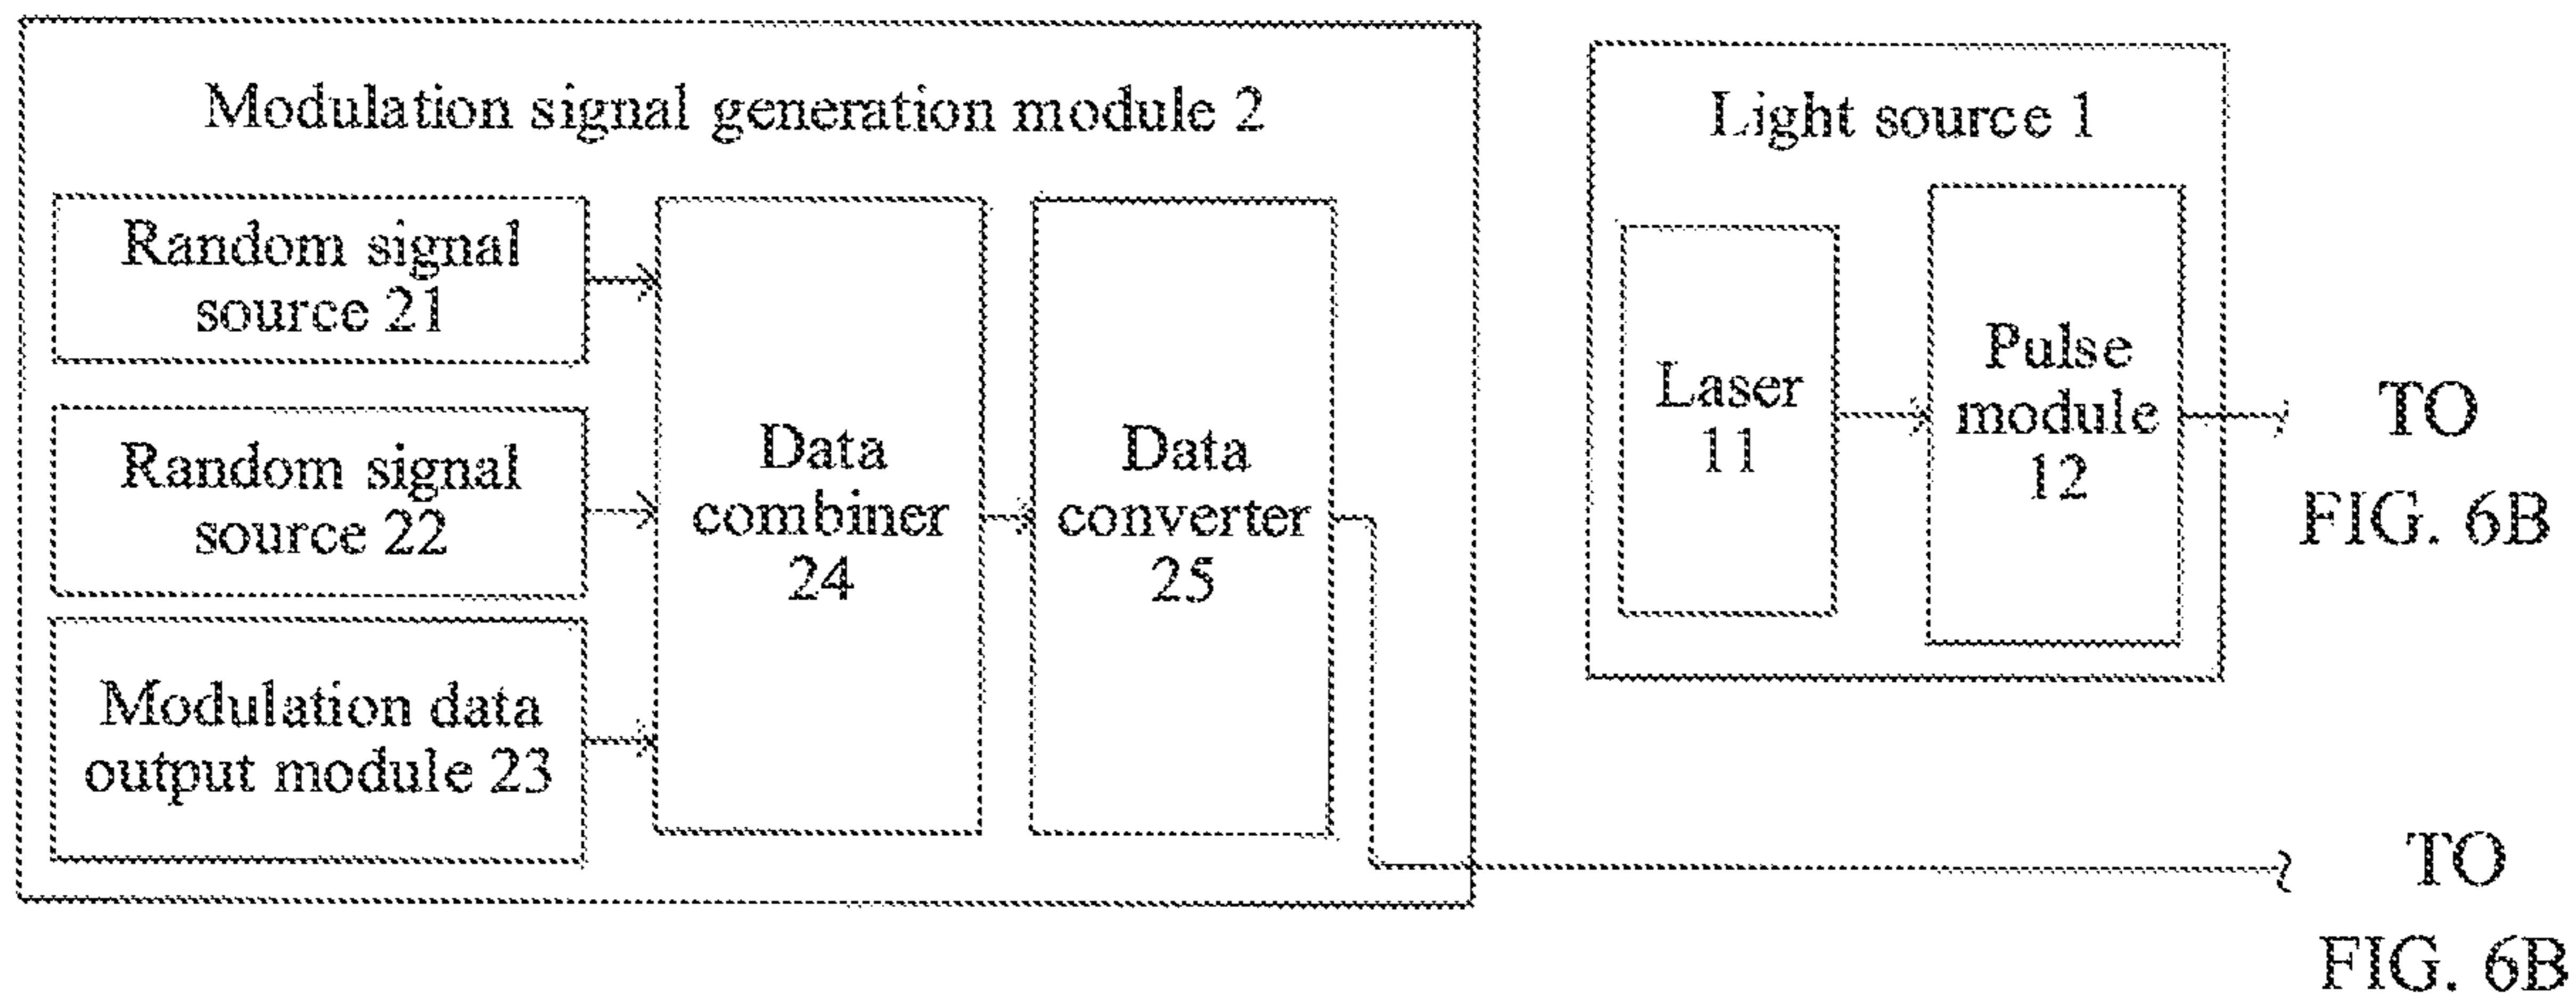 Modulation signal generation module 2
Random signal
source 21
Random signal
source 22
Modulation data
output module 23
Data
combiner
24
Data
converter
25
Light source 1
Laser
11
Pulse
module
12
TO
FIG. 6B
TO
FIG. 6B